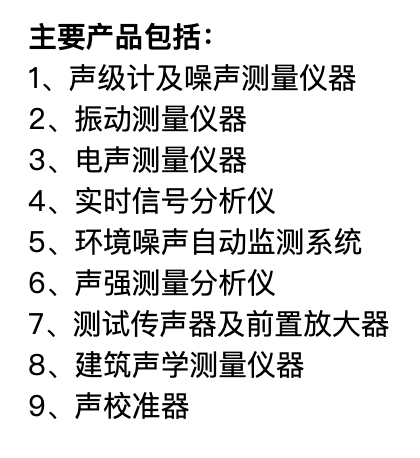 主要产品包括：
1、声级计及噪声测量仪器
2、振动测量仪器
3、电声测量仪器
4、实时信号分析仪
5、环境噪声自动监测系统
6、声强测量分析仪
7、测试传声器及前置放大器
8、建筑声学测量仪器
9、声校准器